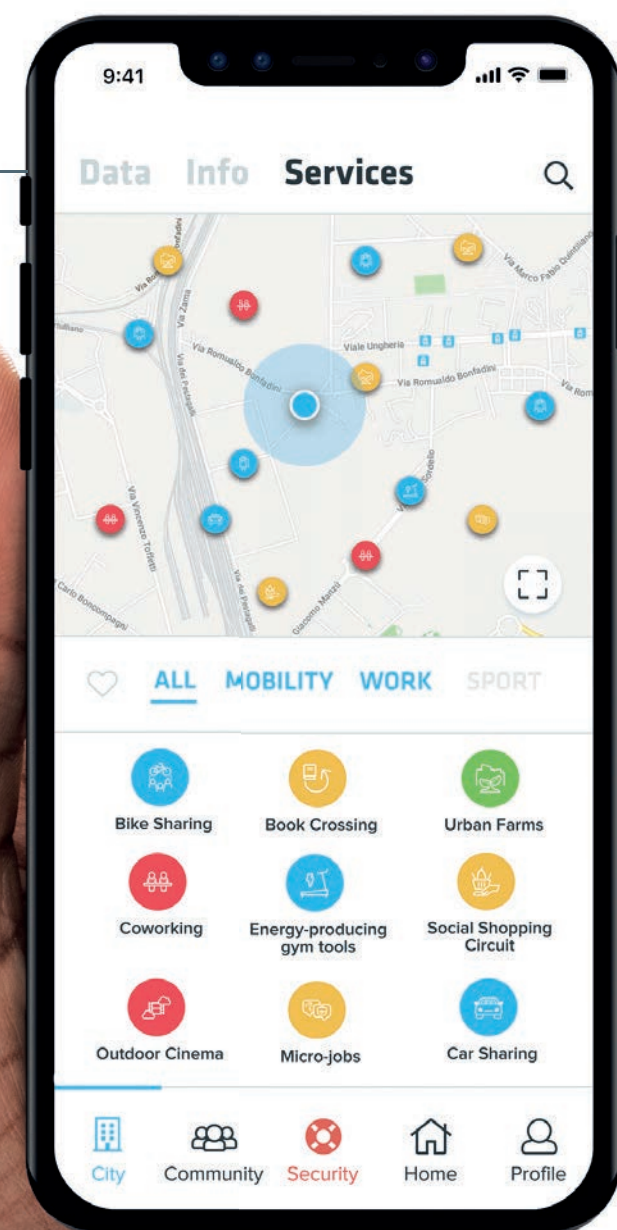 9:41
Data Info Services
Via Zama
Via Marco Fabio Quintiliano
Viale Ungheria
Via Romualdo Bonfadini
Via Romualdo Bonfadini
Via dei Pestagalli
Via Vincenzo Toffetti
Carlo Boncompagni
Via dei Pestagalli
Giacomo Manzù
Sordello
ALL MOBILITY WORK SPORT
Bike Sharing Book Crossing Urban Farms
Coworking Energy-producing Social Shopping
gym tools Circuit
Outdoor Cinema Micro-jobs Car Sharing
City Community Security Home Profile